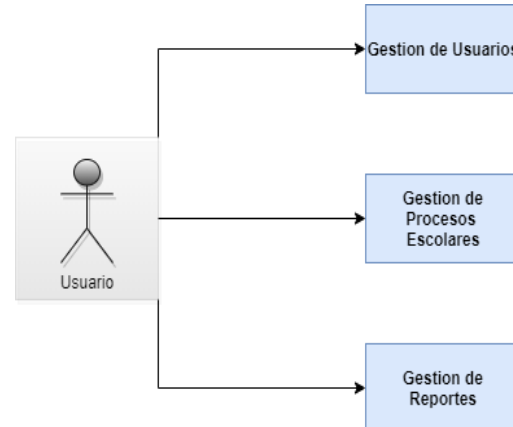 Gestion de Usuarios
Usuario
Gestion de
Procesos
Escolares
Gestion de
Reportes